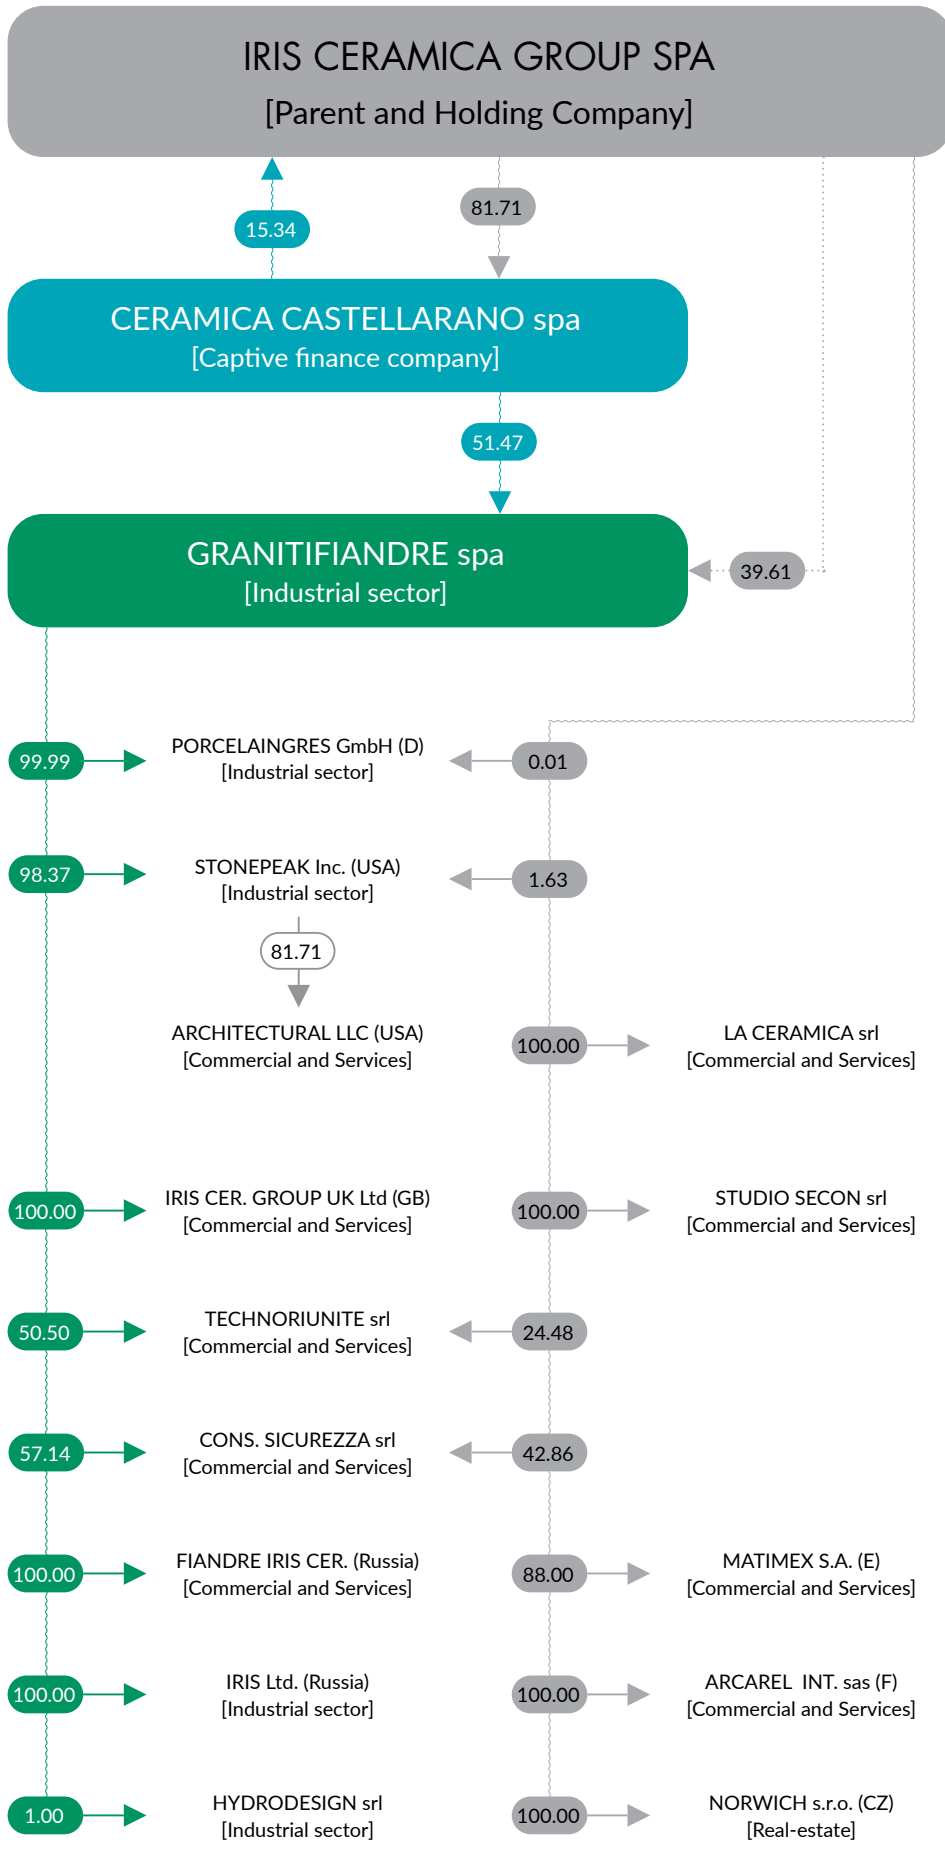 IRIS CERAMICA GROUP SPA
[Parent and Holding Company]
15.34
81.71
CERAMICA CASTELLARANO spa
[Captive finance company]
51.47
GRANITIFIANDRE spa
[Industrial sector]
39.61
99.99
PORCELAINGRES GmbH (D)
[Industrial sector]
0.01
98.37
STONEPEAK Inc. (USA)
[Industrial sector]
1.63
81.71
ARCHITECTURAL LLC (USA)
[Commercial and Services]
100.00
LA CERAMICA srl
[Commercial and Services]
100.00
IRIS CER. GROUP UK Ltd (GB)
[Commercial and Services]
100.00
STUDIO SECON srl
[Commercial and Services]
50.50
TECHNORIUNITE srl
[Commercial and Services]
24.48
57.14
CONS. SICUREZZA srl
[Commercial and Services]
42.86
100.00
FIANDRE IRIS CER. (Russia)
[Commercial and Services]
88.00
MATIMEX S.A. (E)
[Commercial and Services]
100.00
IRIS Ltd. (Russia)
[Industrial sector]
100.00
ARCAREL INT. sas (F)
[Commercial and Services]
1.00
HYDRODESIGN srl
[Industrial sector]
100.00
NORWICH s.r.o. (CZ)
[Real-estate]